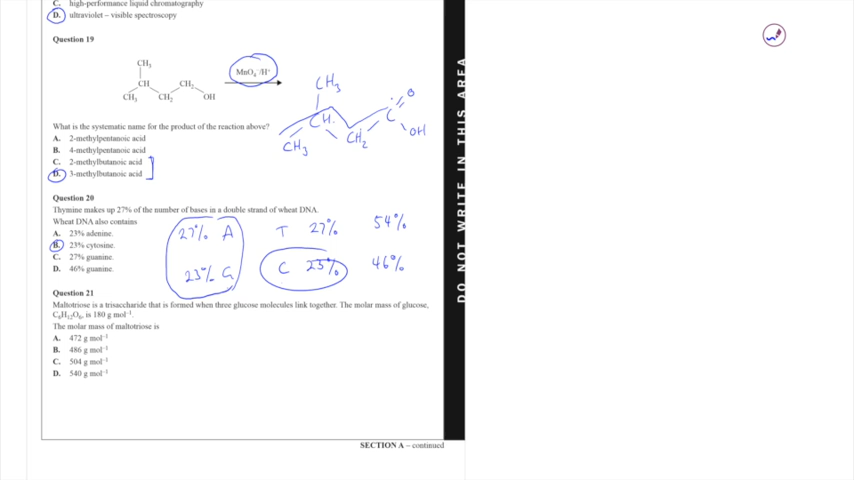 C. high-performance liquid chromatography
D. ultraviolet – visible spectroscopy
Question 19
CH3
CH
CH2
CH3
CH2
OH
MnO4⁻/H⁺
CH3
CH.
CH3
CH2
C
O
OH
What is the systematic name for the product of the reaction above?
A. 2-methylpentanoic acid
B. 4-methylpentanoic acid
C. 2-methylbutanoic acid
D. 3-methylbutanoic acid
Question 20
Thymine makes up 27% of the number of bases in a double strand of wheat DNA.
Wheat DNA also contains
A. 23% adenine.
B. 23% cytosine.
C. 27% guanine.
D. 46% guanine.
27% A T 27% 54%
23% G C 23% 46%
Question 21
Maltotriose is a trisaccharide that is formed when three glucose molecules link together. The molar mass of glucose,
C6H12O6, is 180 g mol⁻¹.
The molar mass of maltotriose is
A. 472 g mol⁻¹
B. 486 g mol⁻¹
C. 504 g mol⁻¹
D. 540 g mol⁻¹
SECTION A – continued
DO NOT WRITE IN THIS AREA